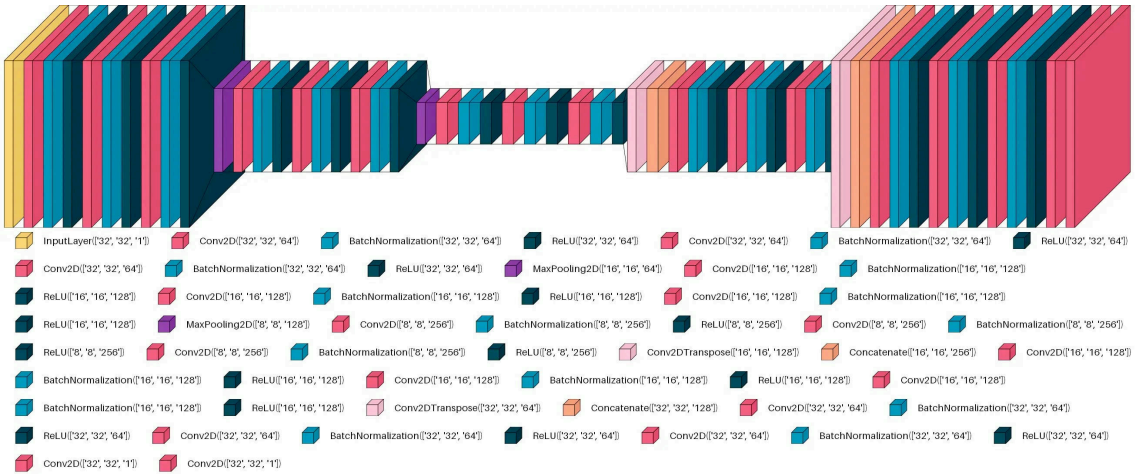 InputLayer(['32', '32', '1']) Conv2D(['32', '32', '64']) BatchNormalization(['32', '32', '64']) ReLU(['32', '32', '64']) Conv2D(['32', '32', '64']) BatchNormalization(['32', '32', '64']) ReLU(['32', '32', '64'])
Conv2D(['32', '32', '64']) BatchNormalization(['32', '32', '64']) ReLU(['32', '32', '64']) MaxPooling2D(['16', '16', '64']) Conv2D(['16', '16', '128']) BatchNormalization(['16', '16', '128'])
ReLU(['16', '16', '128']) Conv2D(['16', '16', '128']) BatchNormalization(['16', '16', '128']) ReLU(['16', '16', '128']) Conv2D(['16', '16', '128']) BatchNormalization(['16', '16', '128'])
ReLU(['16', '16', '128']) MaxPooling2D(['8', '8', '128']) Conv2D(['8', '8', '256']) BatchNormalization(['8', '8', '256']) ReLU(['8', '8', '256']) Conv2D(['8', '8', '256']) BatchNormalization(['8', '8', '256'])
ReLU(['8', '8', '256']) Conv2D(['8', '8', '256']) BatchNormalization(['8', '8', '256']) ReLU(['8', '8', '256']) Conv2DTranspose(['16', '16', '128']) Concatenate(['16', '16', '256']) Conv2D(['16', '16', '128'])
BatchNormalization(['16', '16', '128']) ReLU(['16', '16', '128']) Conv2D(['16', '16', '128']) BatchNormalization(['16', '16', '128']) ReLU(['16', '16', '128']) Conv2D(['16', '16', '128'])
BatchNormalization(['16', '16', '128']) ReLU(['16', '16', '128']) Conv2DTranspose(['32', '32', '64']) Concatenate(['32', '32', '128']) Conv2D(['32', '32', '64']) BatchNormalization(['32', '32', '64'])
ReLU(['32', '32', '64']) Conv2D(['32', '32', '64']) BatchNormalization(['32', '32', '64']) ReLU(['32', '32', '64']) Conv2D(['32', '32', '64']) BatchNormalization(['32', '32', '64']) ReLU(['32', '32', '64'])
Conv2D(['32', '32', '1']) Conv2D(['32', '32', '1'])